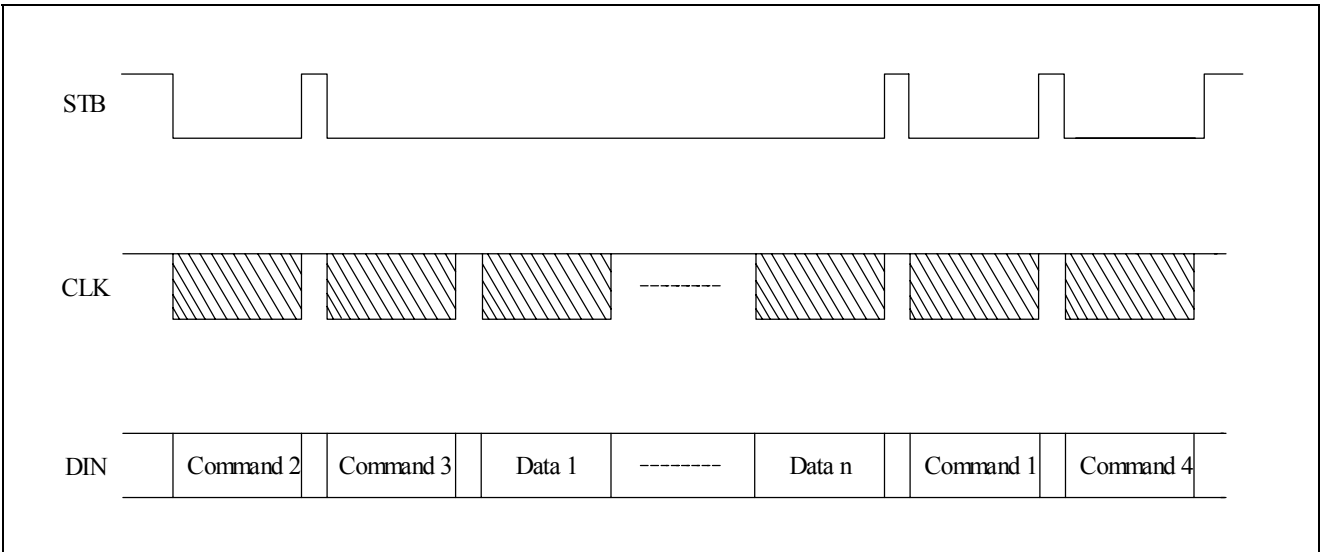 STB
CLK
DIN Command 2 Command 3 Data 1 -------- Data n Command 1 Command 4